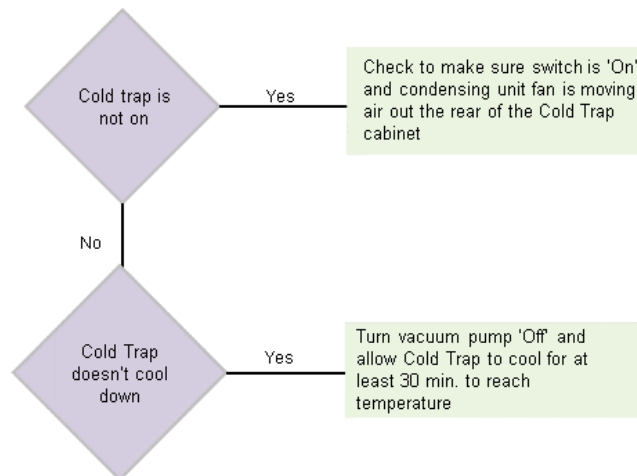 Cold trap is
not on
Yes
Check to make sure switch is 'On'
and condensing unit fan is moving
air out the rear of the Cold Trap
cabinet
No
Cold Trap
doesn't cool
down
Yes
Turn vacuum pump 'Off' and
allow Cold Trap to cool for at
least 30 min. to reach
temperature